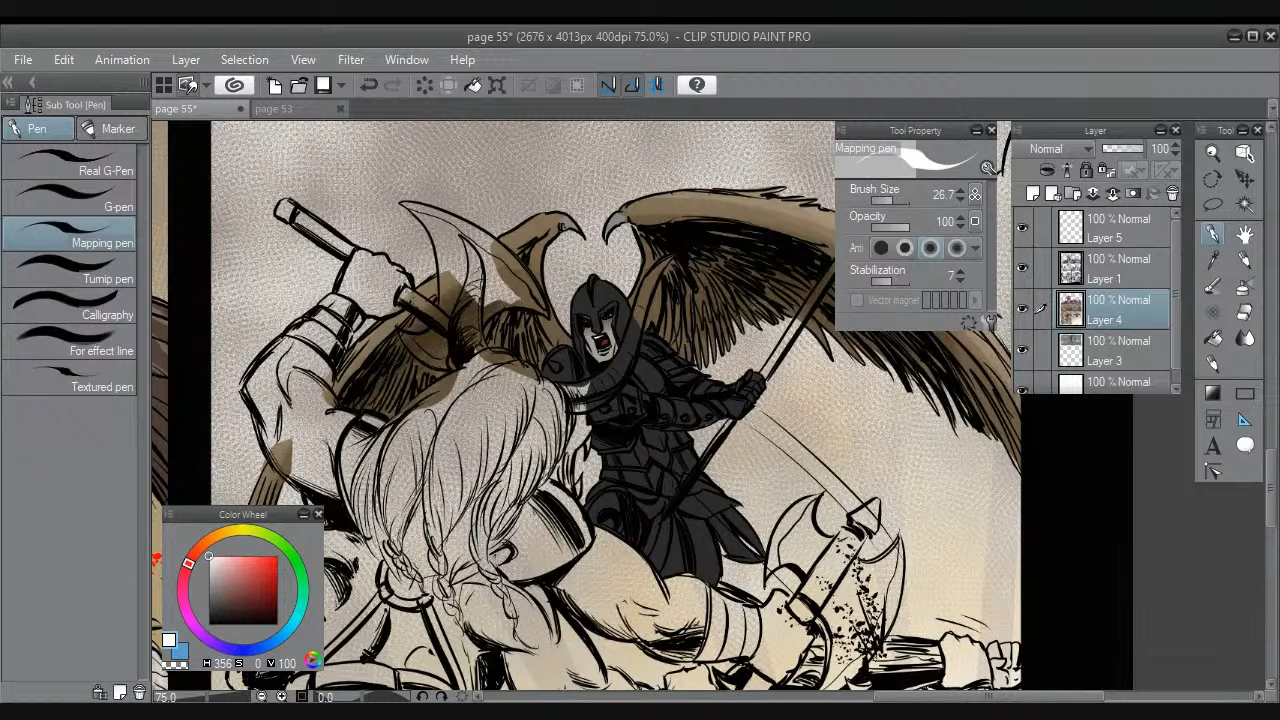 page 55* (2676 x 4013px 400dpi 75.0%)  - CLIP STUDIO PAINT PRO
File Edit Animation Layer Selection View Filter Window Help
Sub Tool [Pen]
page 55*
page 53
Pen
Marker
Real G-Pen
G-pen
Mapping pen
Turnip pen
Calligraphy
For effect line
Textured pen
Tool Property
Mapping pen
Brush Size 26.7
Opacity 100
Anti
Stabilization 7
Vector magnet
Layer
Normal 100
100 % Normal
Layer 5
100 % Normal
Layer 1
100 % Normal
Layer 4
100 % Normal
Layer 3
100 % Normal
Tool
A
Color Wheel
H 356 S 0 V 100
75.0
0.0